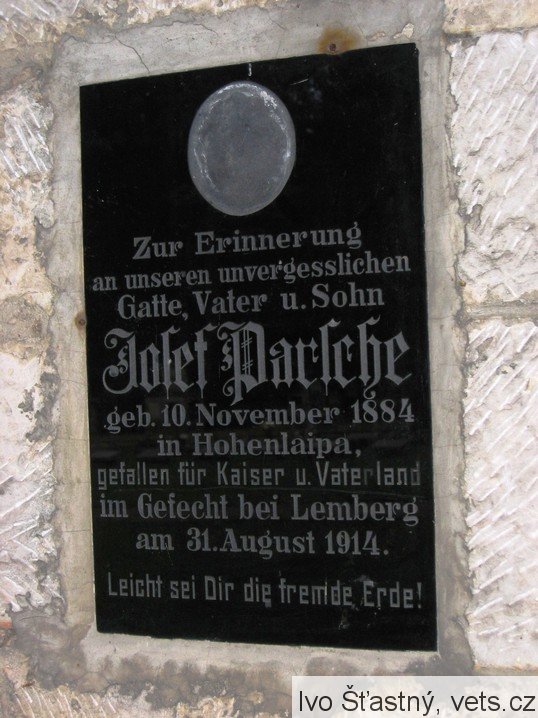 Zur Erinnerung
an unseren unvergesslichen
Gatte, Vater u. Sohn
Josef Parsche
geb. 10. November 1884
in Hohenlaipa,
gefallen für Kaiser u. Vaterland
im Gefecht bei Lemberg
am 31. August 1914.
Leicht sei Dir die fremde Erde!
Ivo Šťastný, vets.cz